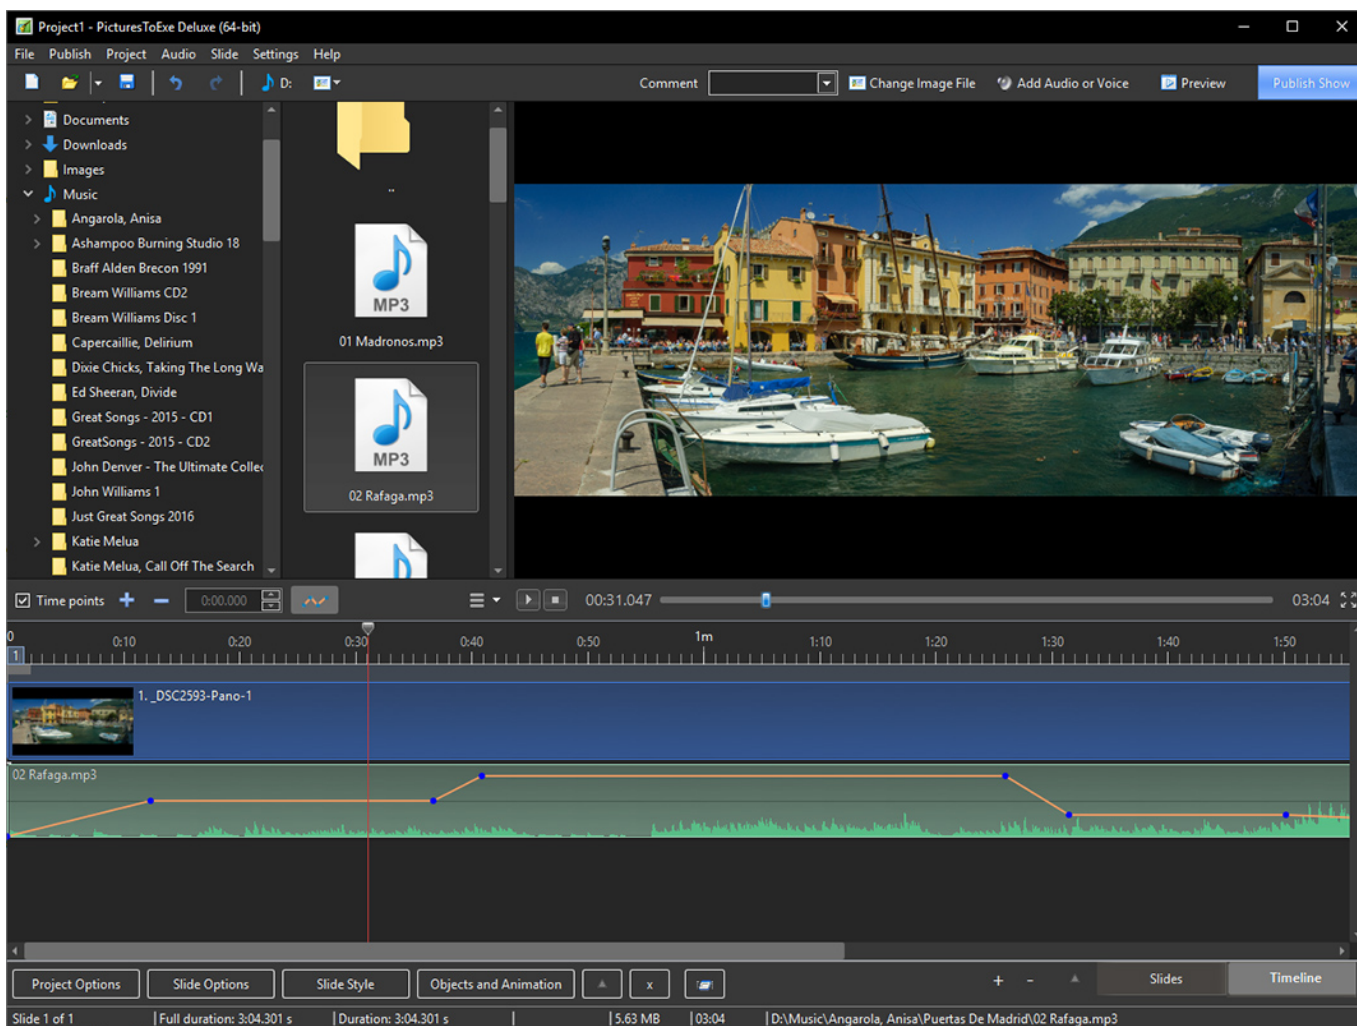 Project1 - PicturesToExe Deluxe (64-bit)
File Publish Project Audio Slide Settings Help
D: Comment Change Image File Add Audio or Voice Preview Publish Show
Documents
Downloads
Images
Music
Angarola, Anisa
Ashampoo Burning Studio 18
Braff Alden Brecon 1991
Bream Williams CD2
Bream Williams Disc 1
Capercaillie, Delirium
Dixie Chicks, Taking The Long Wa
Ed Sheeran, Divide
Great Songs - 2015 - CD1
GreatSongs - 2015 - CD2
John Denver - The Ultimate Collec
John Williams 1
Just Great Songs 2016
Katie Melua
Katie Melua, Call Off The Search
..
MP3
01 Madronos.mp3
MP3
02 Rafaga.mp3
Time points 0:00.000 00:31.047 03:04
0 0:10 0:20 0:30 0:40 0:50 1m 1:10 1:20 1:30 1:40 1:50
1
1. _DSC2593-Pano-1
02 Rafaga.mp3
Project Options Slide Options Slide Style Objects and Animation x + - Slides Timeline
Slide 1 of 1 Full duration: 3:04.301 s Duration: 3:04.301 s 5.63 MB 03:04 D:\Music\Angarola, Anisa\Puertas De Madrid\02 Rafaga.mp3